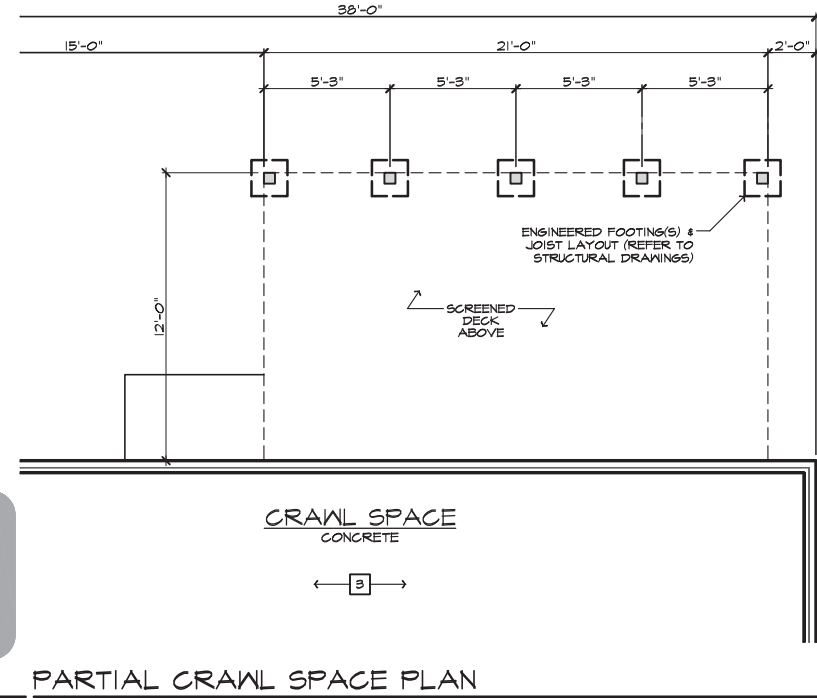 38'-0"
15'-0"
21'-0"
2'-0"
5'-3"
5'-3"
5'-3"
5'-3"
ENGINEERED FOOTING(S) &
JOIST LAYOUT (REFER TO
STRUCTURAL DRAWINGS)
12'-0"
SCREENED
DECK
ABOVE
CRAWL SPACE
CONCRETE
3
PARTIAL CRAWL SPACE PLAN